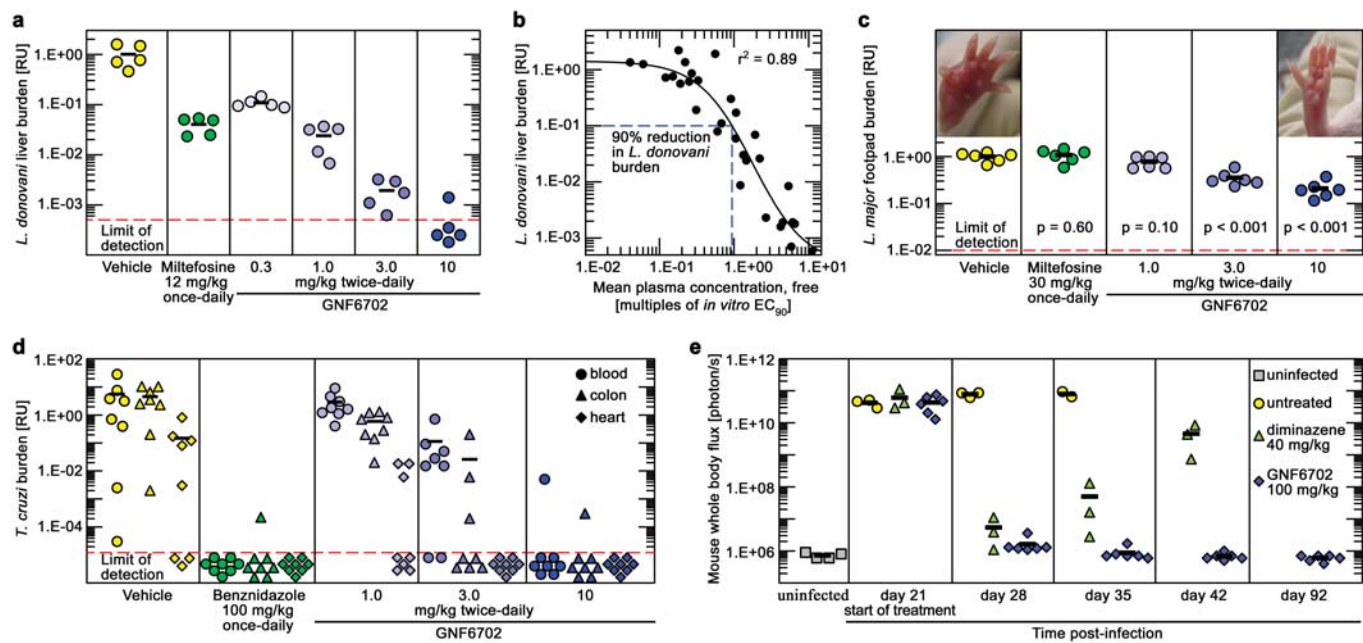 a
L. donovani liver burden [RU]
1.E+00
1.E-01
1.E-02
1.E-03
Limit of
detection
Vehicle
Miltefosine
12 mg/kg
once-daily
0.3
1.0
3.0
10
mg/kg twice-daily
GNF6702
b
L. donovani liver burden [RU]
1.E+00
1.E-01
1.E-02
1.E-03
r² = 0.89
90% reduction
in L. donovani
burden
1.E-02
1.E-01
1.E+00
1.E+01
Mean plasma concentration, free
[multiples of in vitro EC90]
c
L. major footpad burden [RU]
1.E+00
1.E-01
1.E-02
Limit of
detection
p = 0.60
p = 0.10
p < 0.001
p < 0.001
Vehicle
Miltefosine
30 mg/kg
once-daily
1.0
3.0
10
mg/kg twice-daily
GNF6702
d
T. cruzi burden [RU]
1.E+02
1.E+00
1.E-02
1.E-04
Limit of
detection
blood
colon
heart
Vehicle
Benznidazole
100 mg/kg
once-daily
1.0
3.0
10
mg/kg twice-daily
GNF6702
e
Mouse whole body flux [photon/s]
1.E+12
1.E+10
1.E+08
1.E+06
uninfected
untreated
diminazene
40 mg/kg
GNF6702
100 mg/kg
uninfected
day 21
start of treatment
day 28
day 35
day 42
day 92
Time post-infection